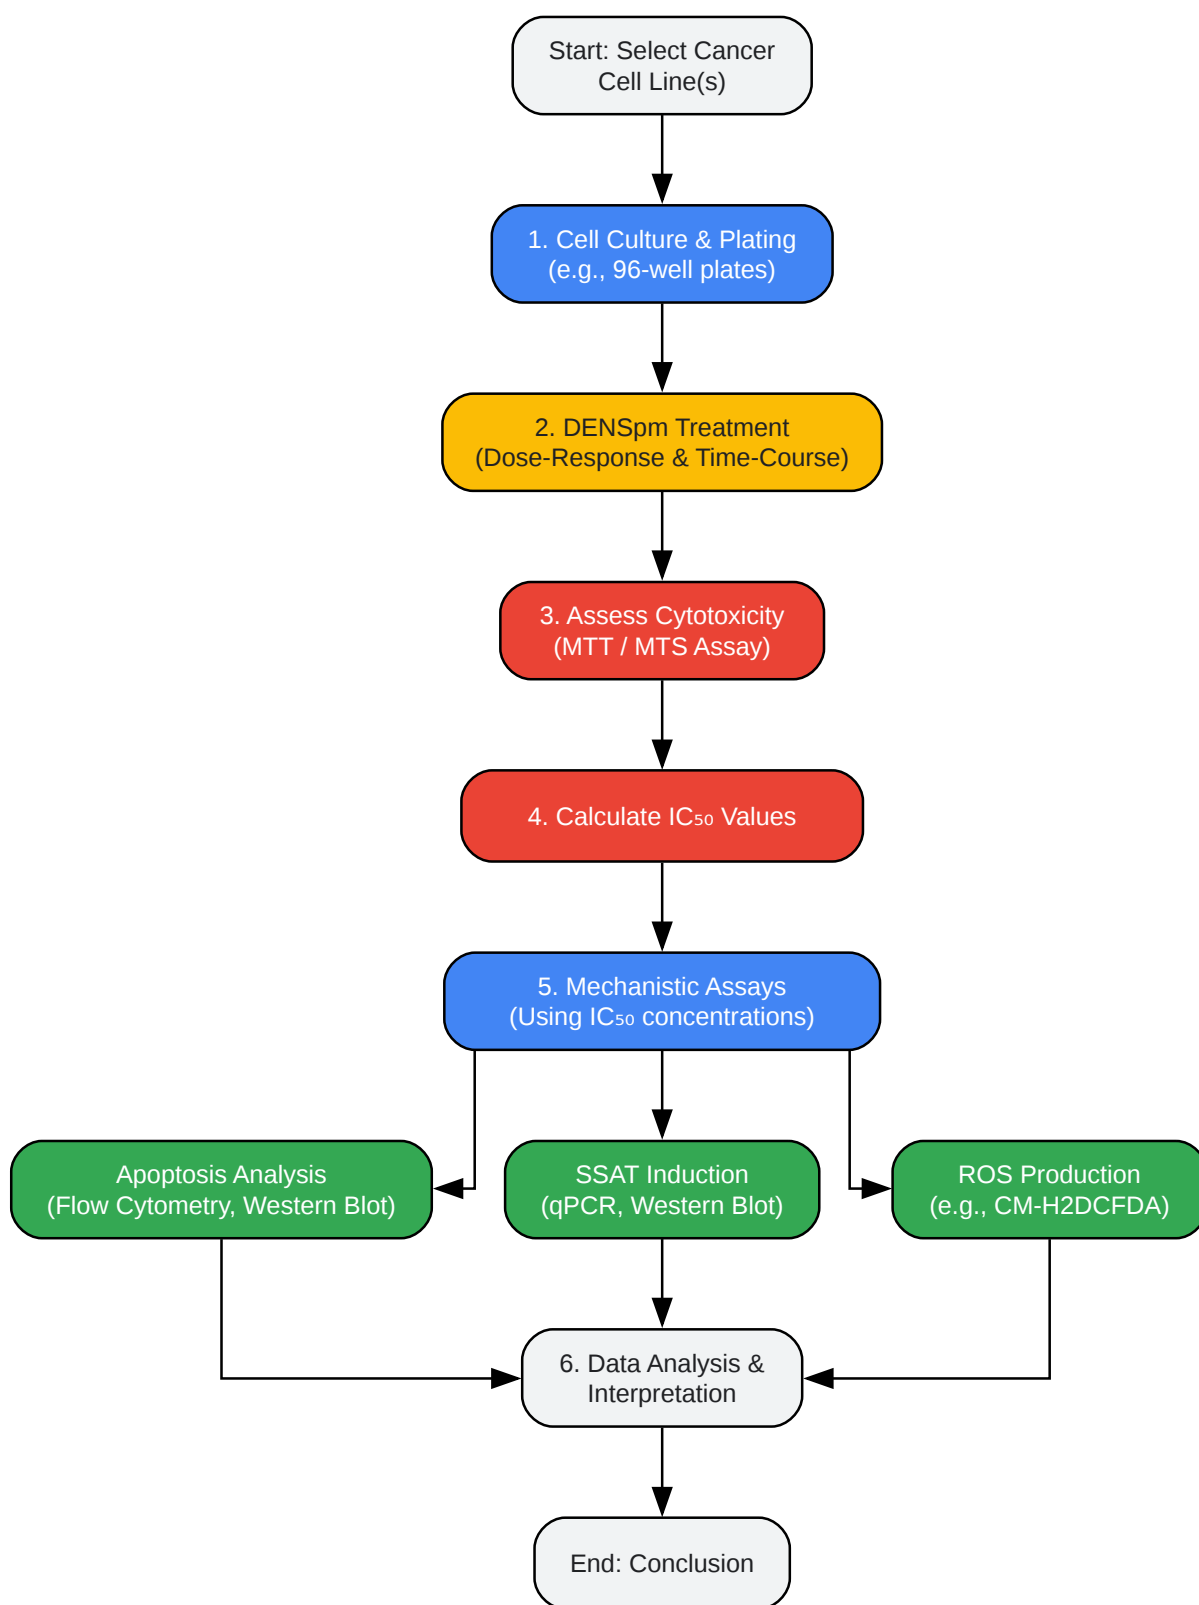 Start: Select Cancer
Cell Line(s)
1. Cell Culture & Plating
(e.g., 96-well plates)
2. DENSpm Treatment
(Dose-Response & Time-Course)
3. Assess Cytotoxicity
(MTT / MTS Assay)
4. Calculate IC₅₀ Values
5. Mechanistic Assays
(Using IC₅₀ concentrations)
Apoptosis Analysis
(Flow Cytometry, Western Blot)
SSAT Induction
(qPCR, Western Blot)
ROS Production
(e.g., CM-H2DCFDA)
6. Data Analysis &
Interpretation
End: Conclusion